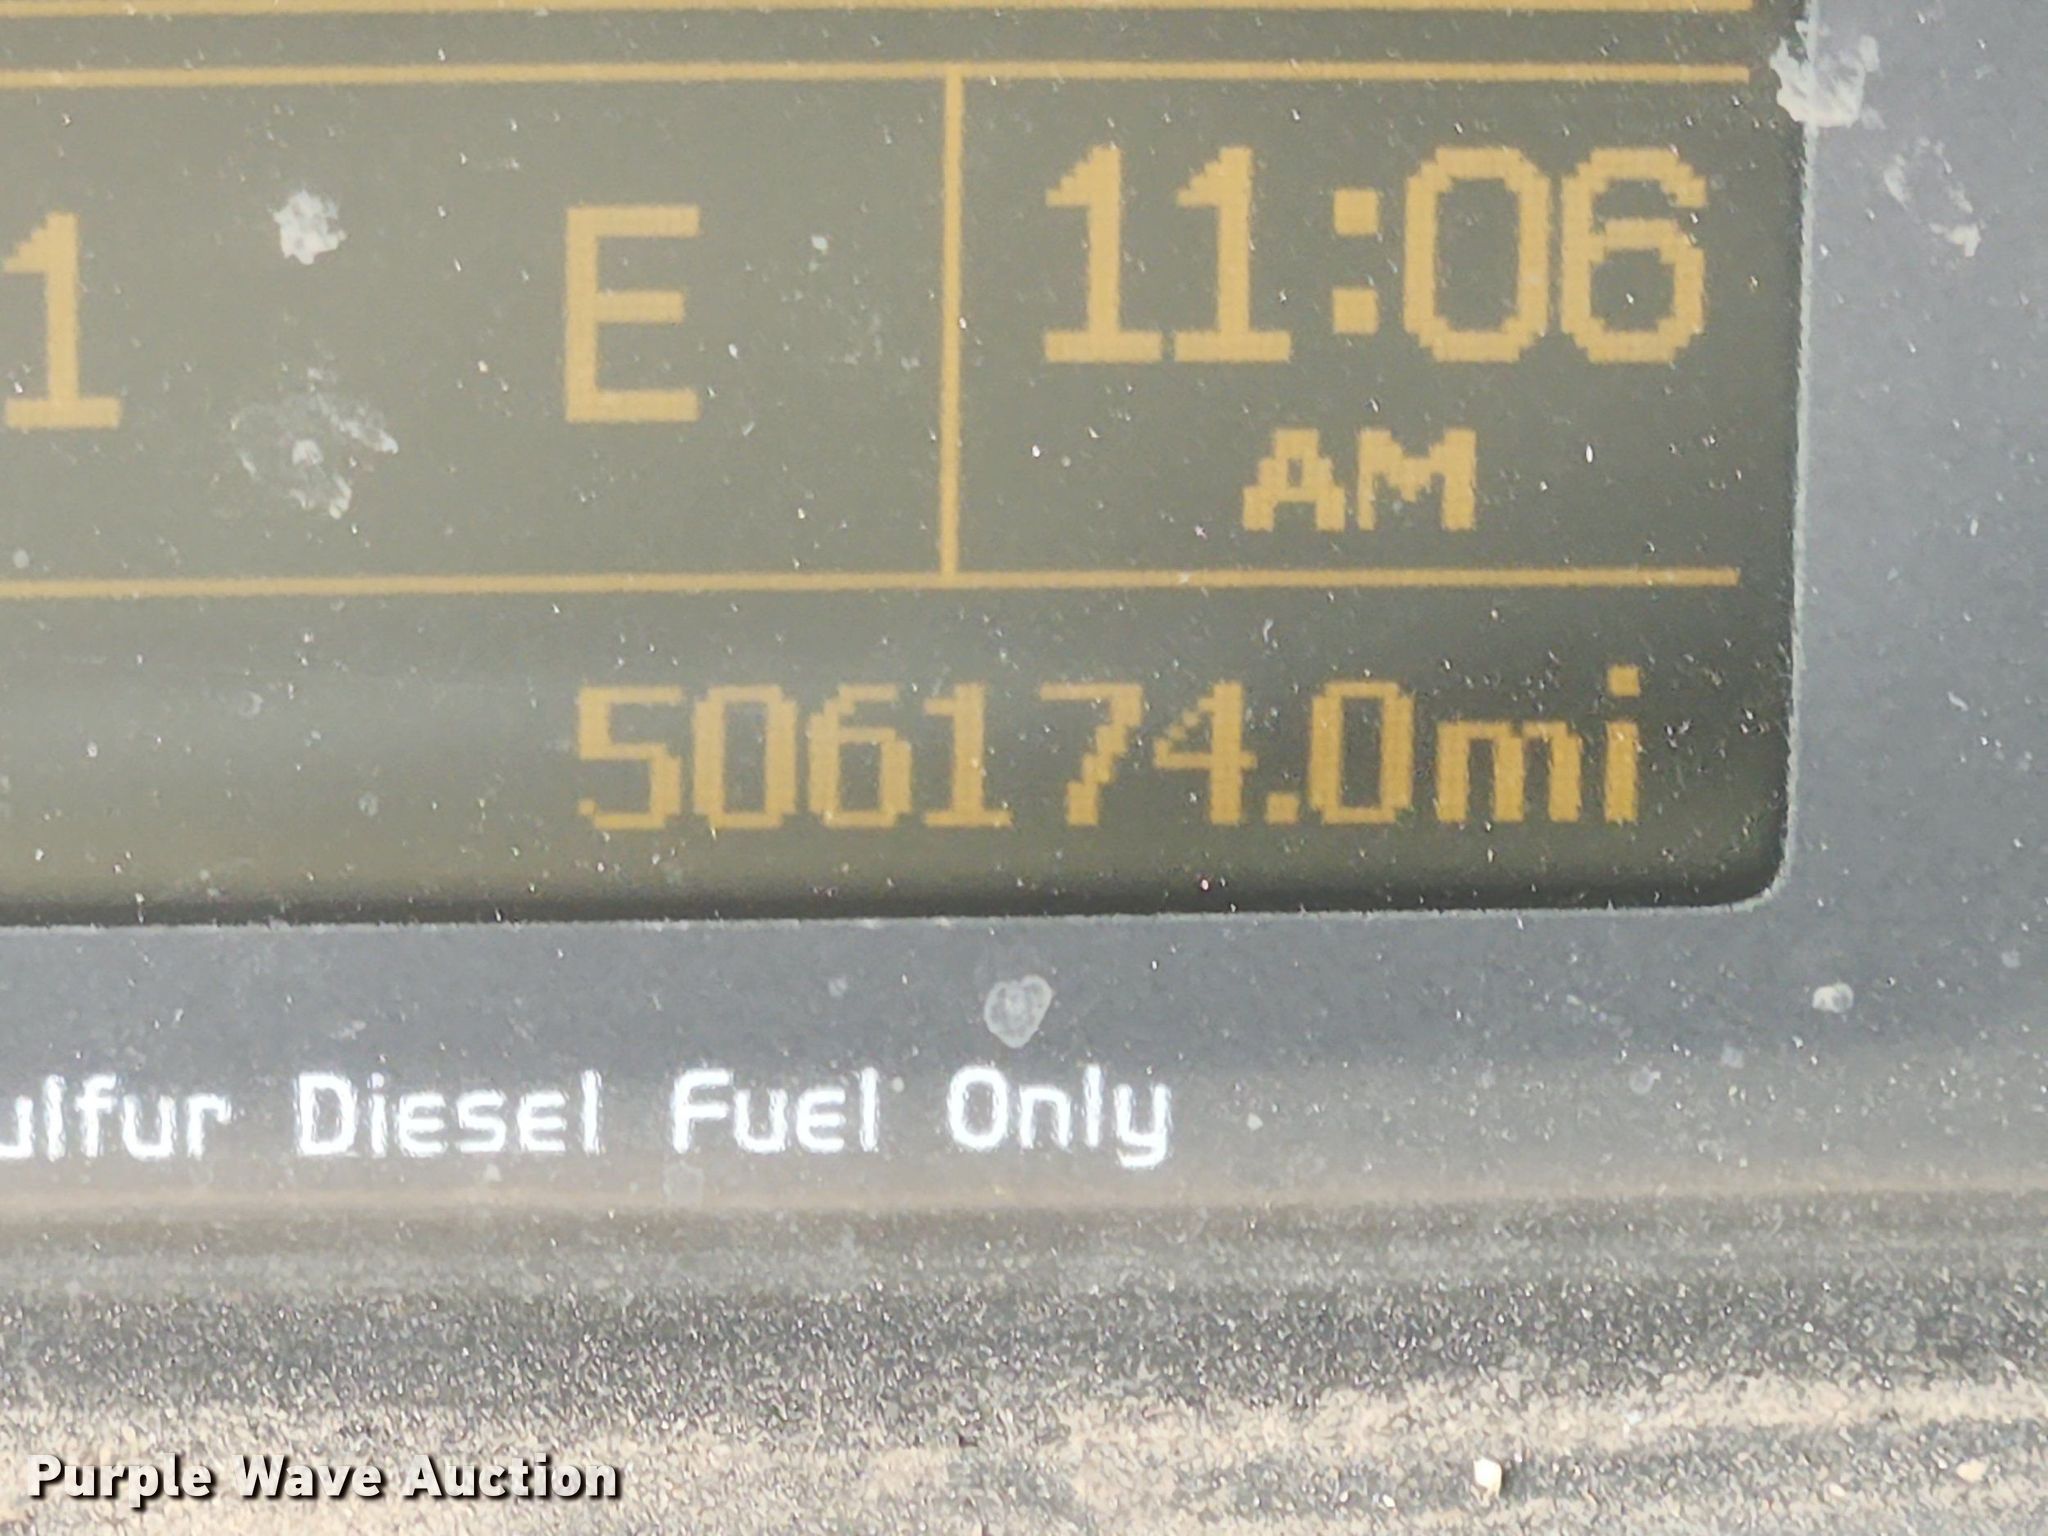 1 E 11:06
AM
506174.0mi
ulfur Diesel Fuel Only
Purple Wave Auction